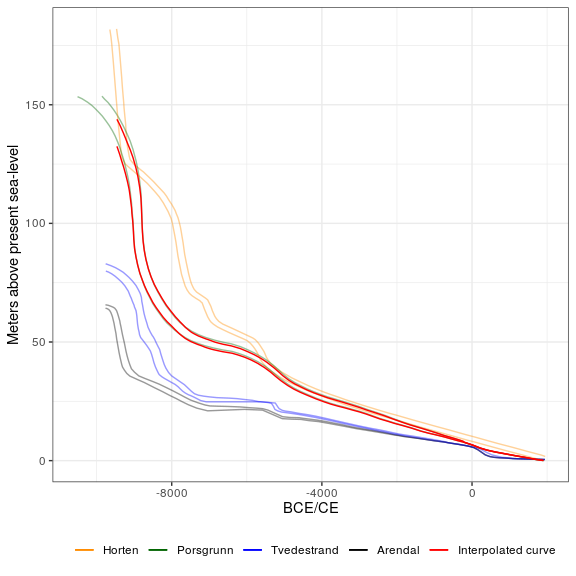 Meters above present sea-level
150
100
50
0
-8000 -4000 0
BCE/CE
Horten Porsgrunn Tvedestrand Arendal Interpolated curve